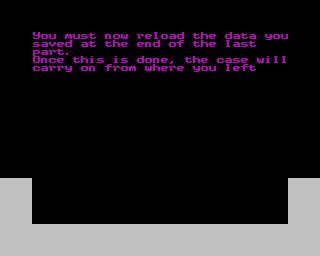 You must now reload the data you
saved at the end of the last
part.
Once this is done, the case will
carry on from where you left